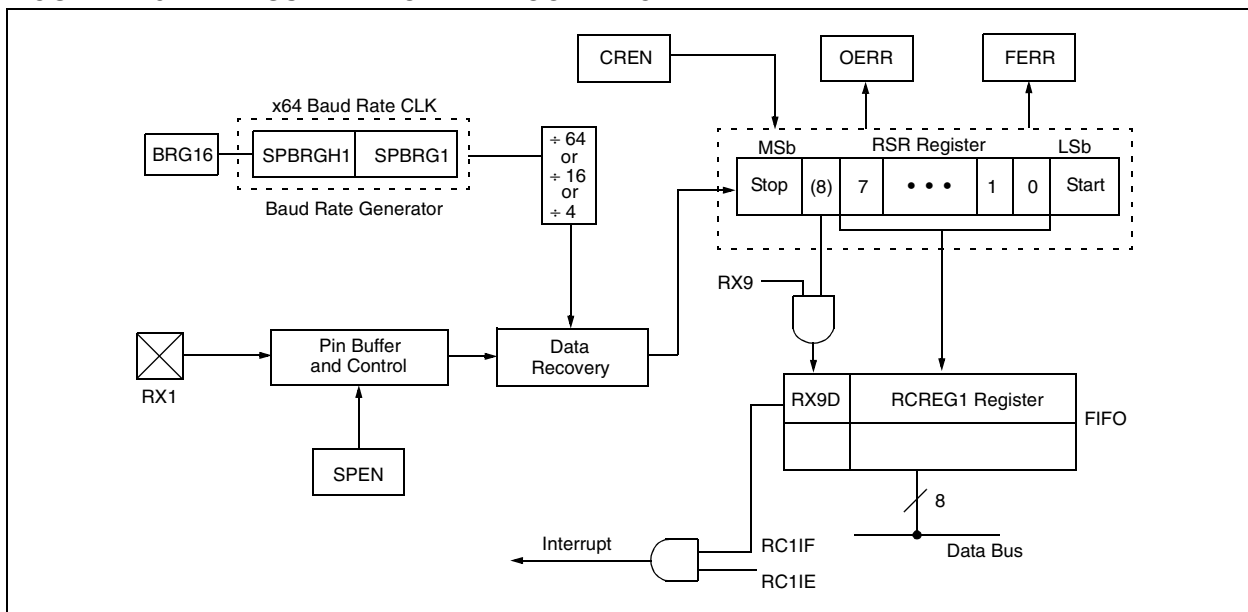 CREN
OERR
FERR
x64 Baud Rate CLK
BRG16
SPBRGH1
SPBRG1
Baud Rate Generator
÷ 64
or
÷ 16
or
÷ 4
MSb
RSR Register
LSb
Stop
(8)
7
• • •
1
0
Start
RX9
RX1
Pin Buffer
and Control
Data
Recovery
SPEN
RX9D
RCREG1 Register
FIFO
8
Data Bus
Interrupt
RC1IF
RC1IE